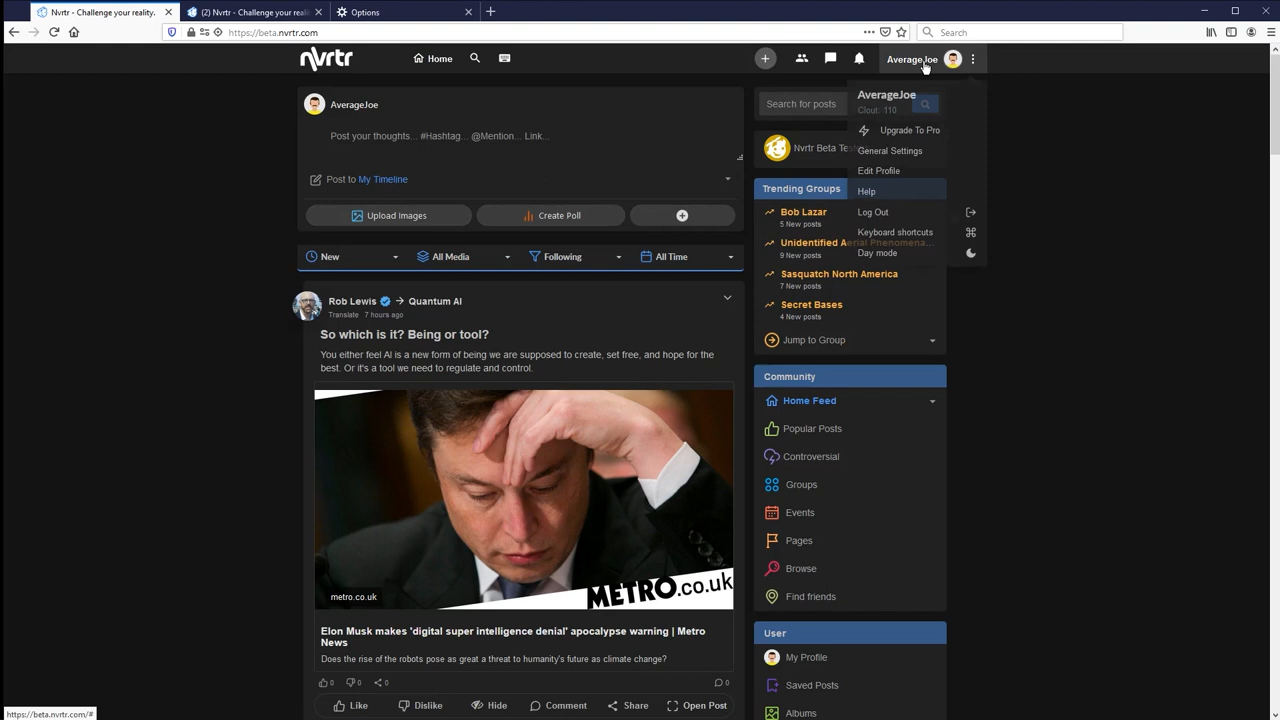 Nvrtr - Challenge your reality.
(2) Nvrtr - Challenge your reali
Options
https://beta.nvrtr.com
Search
nvrtr
Home
AverageJoe
AverageJoe
Post your thoughts... #Hashtag... @Mention... Link...
Post to My Timeline
Upload Images
Create Poll
New
All Media
Following
All Time
Rob Lewis
Quantum AI
Translate 7 hours ago
So which is it? Being or tool?
You either feel AI is a new form of being we are supposed to create, set free, and hope for the
best. Or it's a tool we need to regulate and control.
metro.co.uk
METRO.co.uk
Elon Musk makes 'digital super intelligence denial' apocalypse warning | Metro
News
Does the rise of the robots pose as great a threat to humanity's future as climate change?
0 0 0
0
Like
Dislike
Hide
Comment
Share
Open Post
AverageJoe
Clout: 110
Upgrade To Pro
General Settings
Edit Profile
Help
Log Out
Keyboard shortcuts
Day mode
Search for posts
Nvrtr Beta
Trending Groups
Bob Lazar
5 New posts
Unidentified Aerial Phenomena...
9 New posts
Sasquatch North America
7 New posts
Secret Bases
4 New posts
Jump to Group
Community
Home Feed
Popular Posts
Controversial
Groups
Events
Pages
Browse
Find friends
User
My Profile
Saved Posts
Albums
https://beta.nvrtr.com/#